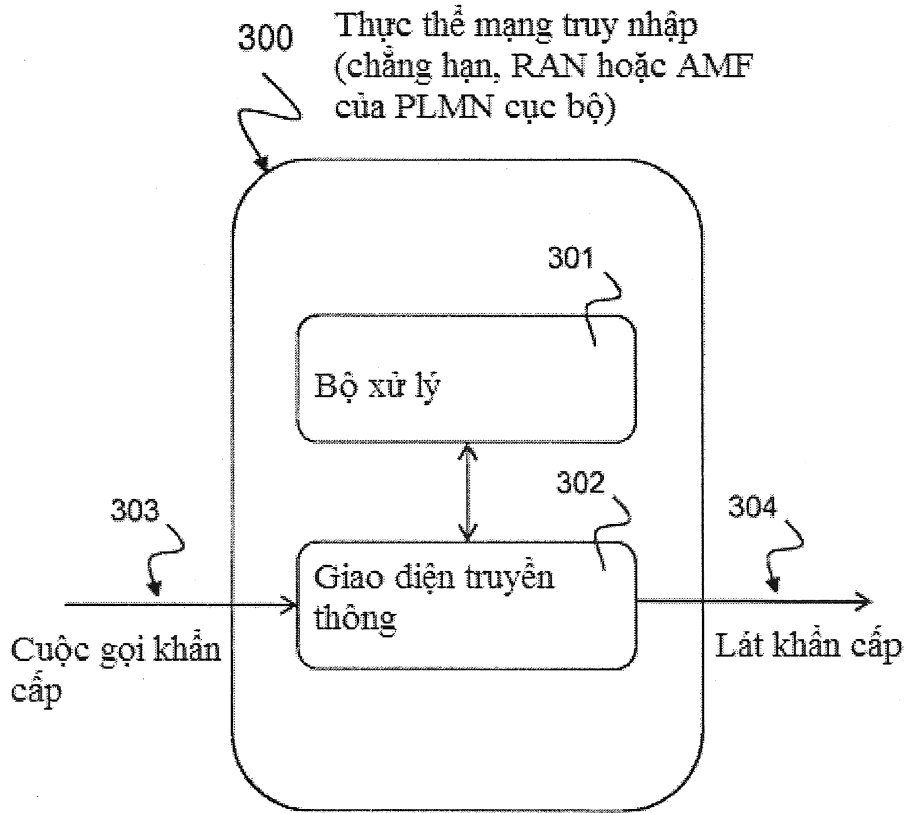 300
Thực thể mạng truy nhập
(chẳng hạn, RAN hoặc AMF
của PLMN cục bộ)
301
Bộ xử lý
302
303
304
Giao diện truyền
thông
Cuộc gọi khẩn
cấp
Lát khẩn cấp